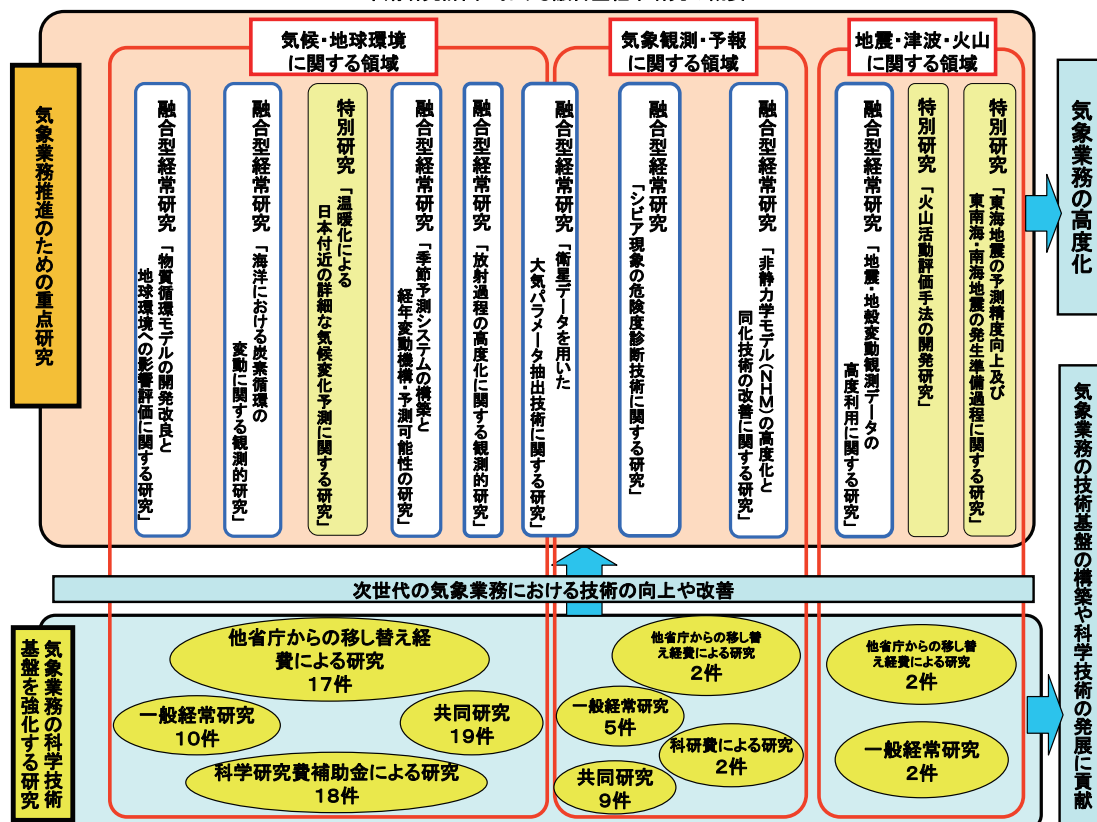 気候・地球環境
に関する領域
気象観測・予報
に関する領域
地震・津波・火山
に関する領域
気象業務推進のための重点研究
融合型経常研究「物質循環モデルの開発改良と
地球環境への影響評価に関する研究」
融合型経常研究「海洋における炭素循環の
変動に関する観測的研究」
特別研究「温暖化による
日本付近の詳細な気候変化予測に関する研究」
融合型経常研究「季節予測システムの構築と
経年変動機構・予測可能性の研究」
融合型経常研究「放射過程の高度化に関する観測的研究」
融合型経常研究「衛星データを用いた
大気パラメータ抽出技術に関する研究」
融合型経常研究
「シビア現象の危険度診断技術に関する研究」
融合型経常研究「非静力学モデル(NHM)の高度化と
同化技術の改善に関する研究」
融合型経常研究「地震・地殻変動観測データの
高度利用に関する研究」
特別研究「火山活動評価手法の開発研究」
特別研究「東海地震の予測精度向上及び
東南海・南海地震の発生準備過程に関する研究」
気象業務の高度化
次世代の気象業務における技術の向上や改善
気象業務の科学技術
基盤を強化する研究
他省庁からの移し替え経
費による研究
17件
一般経常研究
10件
共同研究
19件
科学研究費補助金による研究
18件
他省庁からの移し替
え経費による研究
2件
一般経常研究
5件
科研費による研究
2件
共同研究
9件
他省庁からの移し替
え経費による研究
2件
一般経常研究
2件
気象業務の技術基盤の構築や科学技術の発展に貢献